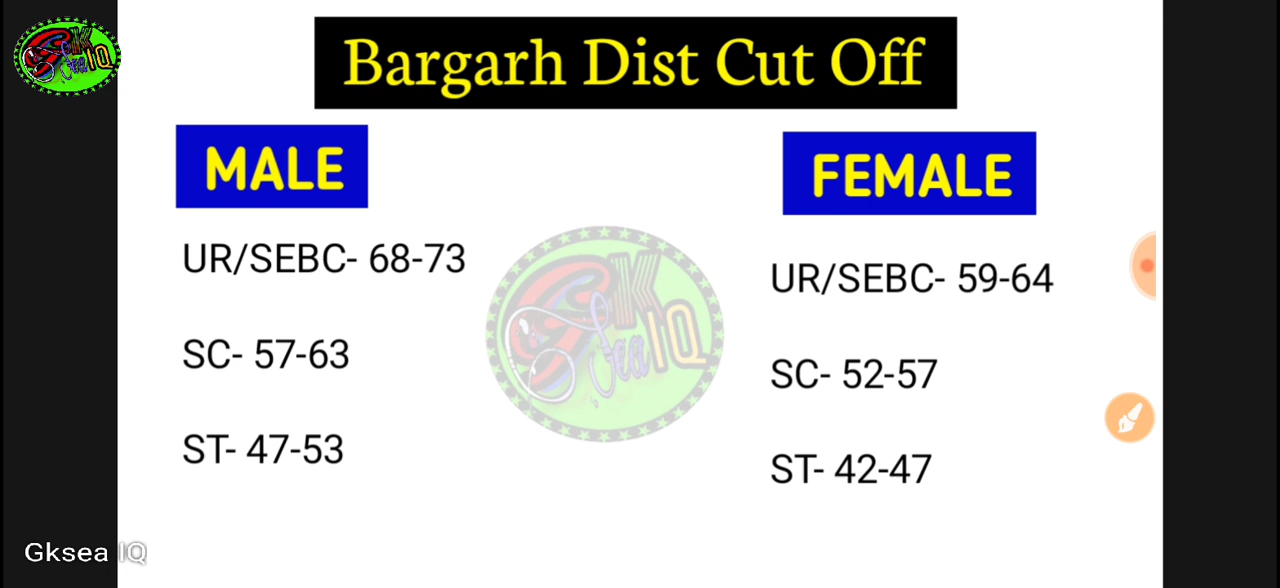 Bargarh Dist Cut Off
MALE
UR/SEBC- 68-73
SC- 57-63
ST- 47-53
FEMALE
UR/SEBC- 59-64
SC- 52-57
ST- 42-47
Gksea IQ